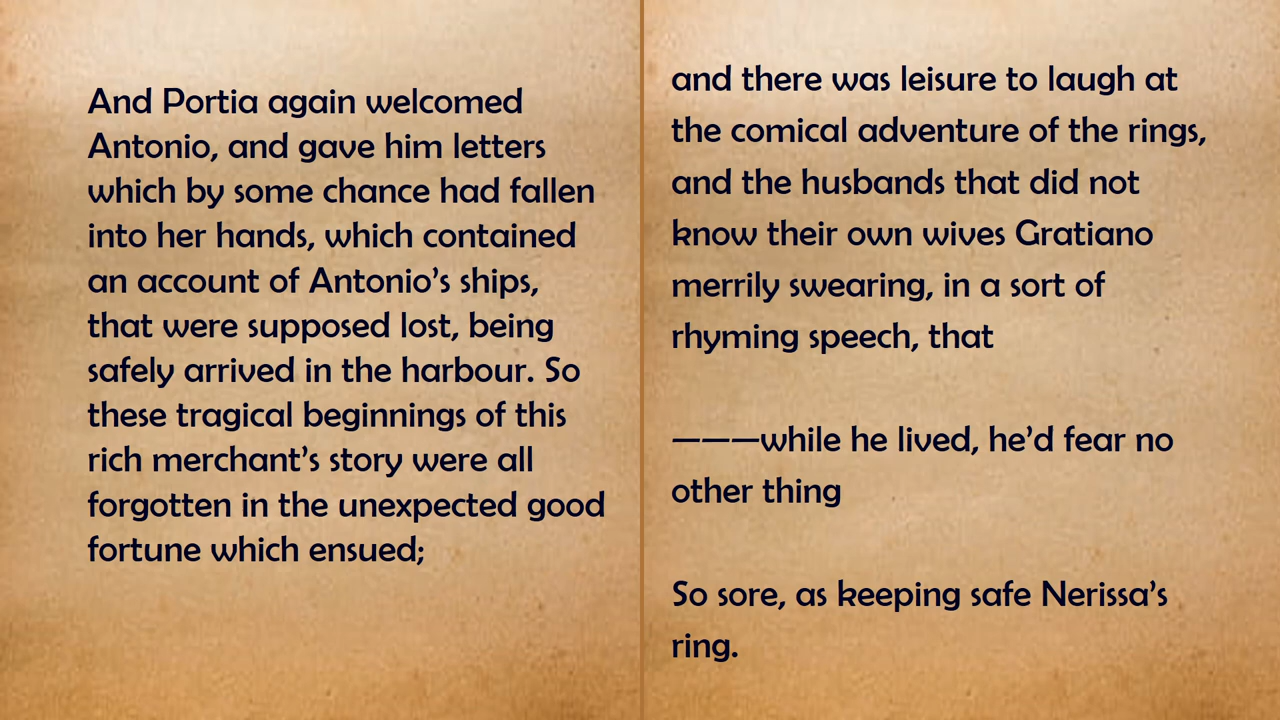 And Portia again welcomed
Antonio, and gave him letters
which by some chance had fallen
into her hands, which contained
an account of Antonio’s ships,
that were supposed lost, being
safely arrived in the harbour. So
these tragical beginnings of this
rich merchant’s story were all
forgotten in the unexpected good
fortune which ensued;
and there was leisure to laugh at
the comical adventure of the rings,
and the husbands that did not
know their own wives Gratiano
merrily swearing, in a sort of
rhyming speech, that
———while he lived, he’d fear no
other thing
So sore, as keeping safe Nerissa’s
ring.